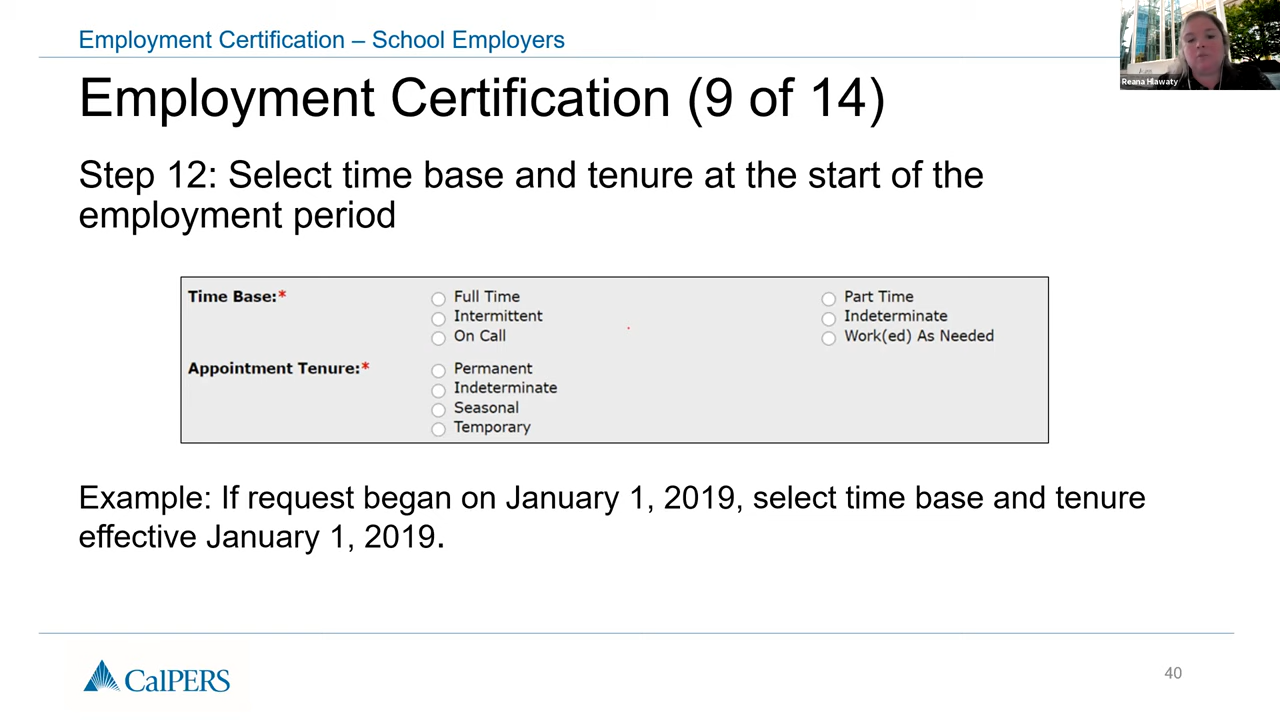 Employment Certification – School Employers
Reana Hlawaty
Employment Certification (9 of 14)
Step 12: Select time base and tenure at the start of the
employment period
Time Base:*
Full Time
Part Time
Intermittent
Indeterminate
On Call
Work(ed) As Needed
Appointment Tenure:*
Permanent
Indeterminate
Seasonal
Temporary
Example: If request began on January 1, 2019, select time base and tenure
effective January 1, 2019.
CalPERS
40